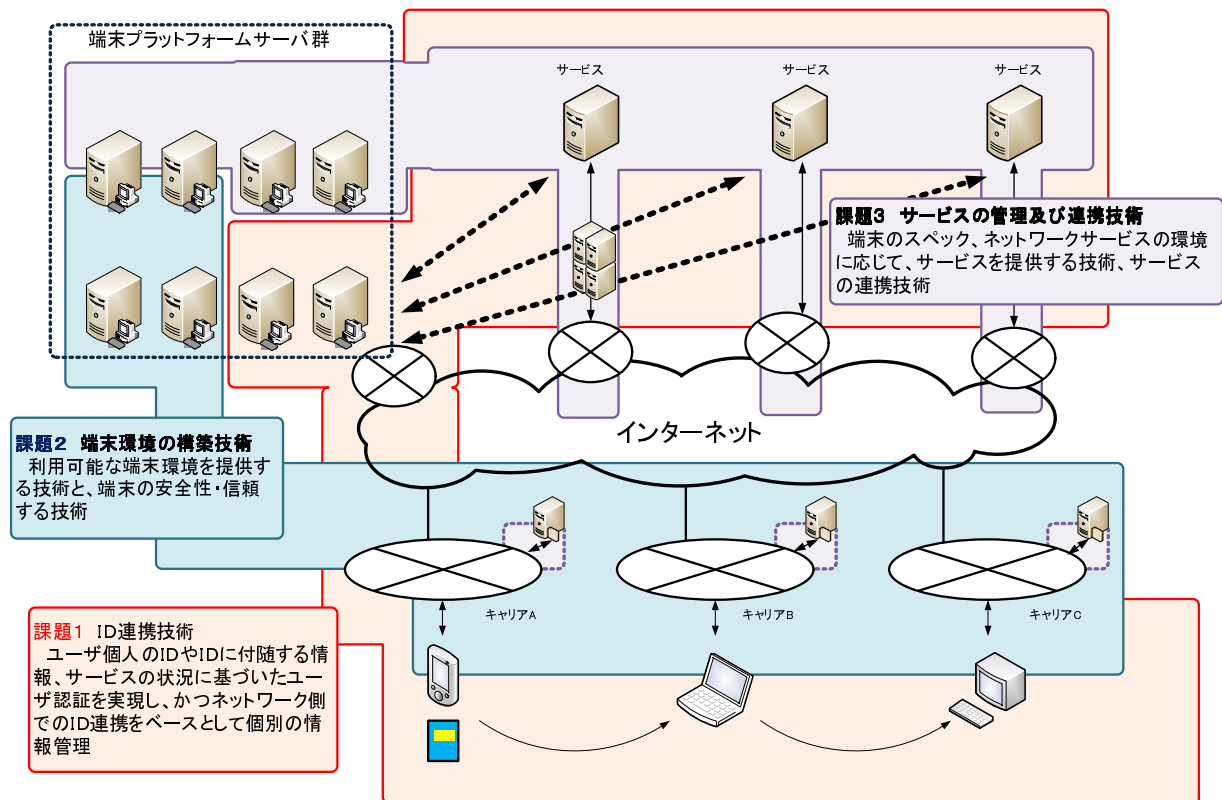 端末プラットフォームサーバ群
サービス
サービス
サービス
課題3 サービスの管理及び連携技術
端末のスペック、ネットワークサービスの環境
に応じて、サービスを提供する技術、サービス
の連携技術
インターネット
課題2 端末環境の構築技術
利用可能な端末環境を提供す
る技術と、端末の安全性・信頼
する技術
キャリアA
キャリアB
キャリアC
課題1 ID連携技術
ユーザ個人のIDやIDに付随する情
報、サービスの状況に基づいたユー
ザ認証を実現し、かつネットワーク側
でのID連携をベースとして個別の情
報管理